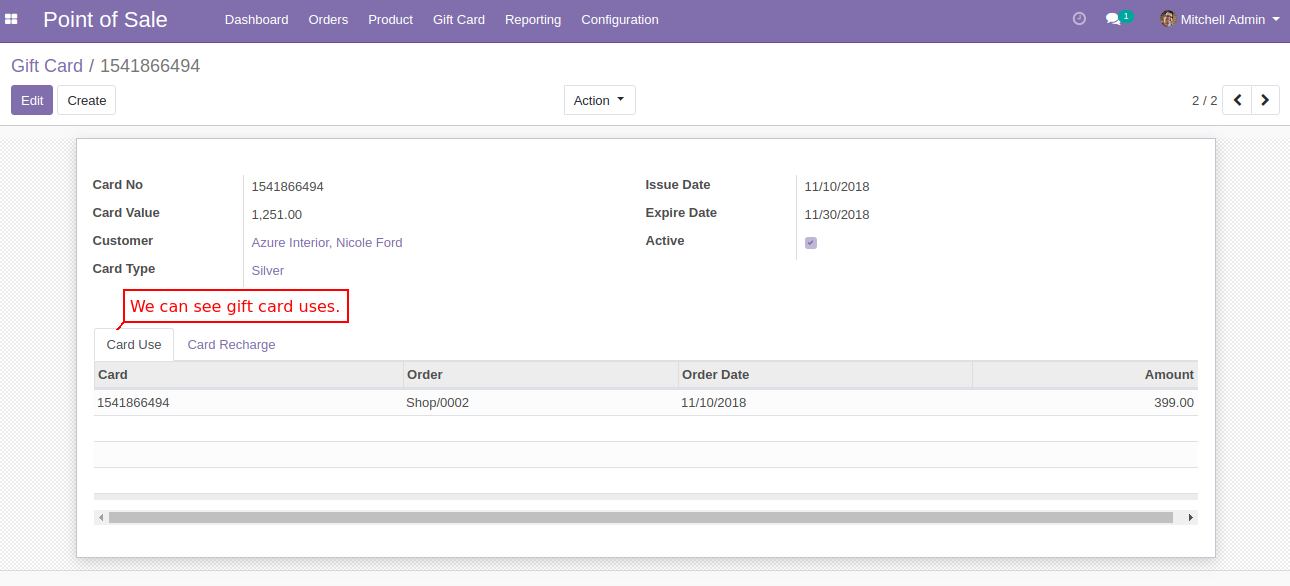 Point of Sale Dashboard Orders Product Gift Card Reporting Configuration 1 Mitchell Admin
Gift Card / 1541866494
Edit Create Action 2 / 2
Card No 1541866494 Issue Date 11/10/2018
Card Value 1,251.00 Expire Date 11/30/2018
Customer Azure Interior, Nicole Ford Active
Card Type Silver
We can see gift card uses.
Card Use Card Recharge
Card Order Order Date Amount
1541866494 Shop/0002 11/10/2018 399.00